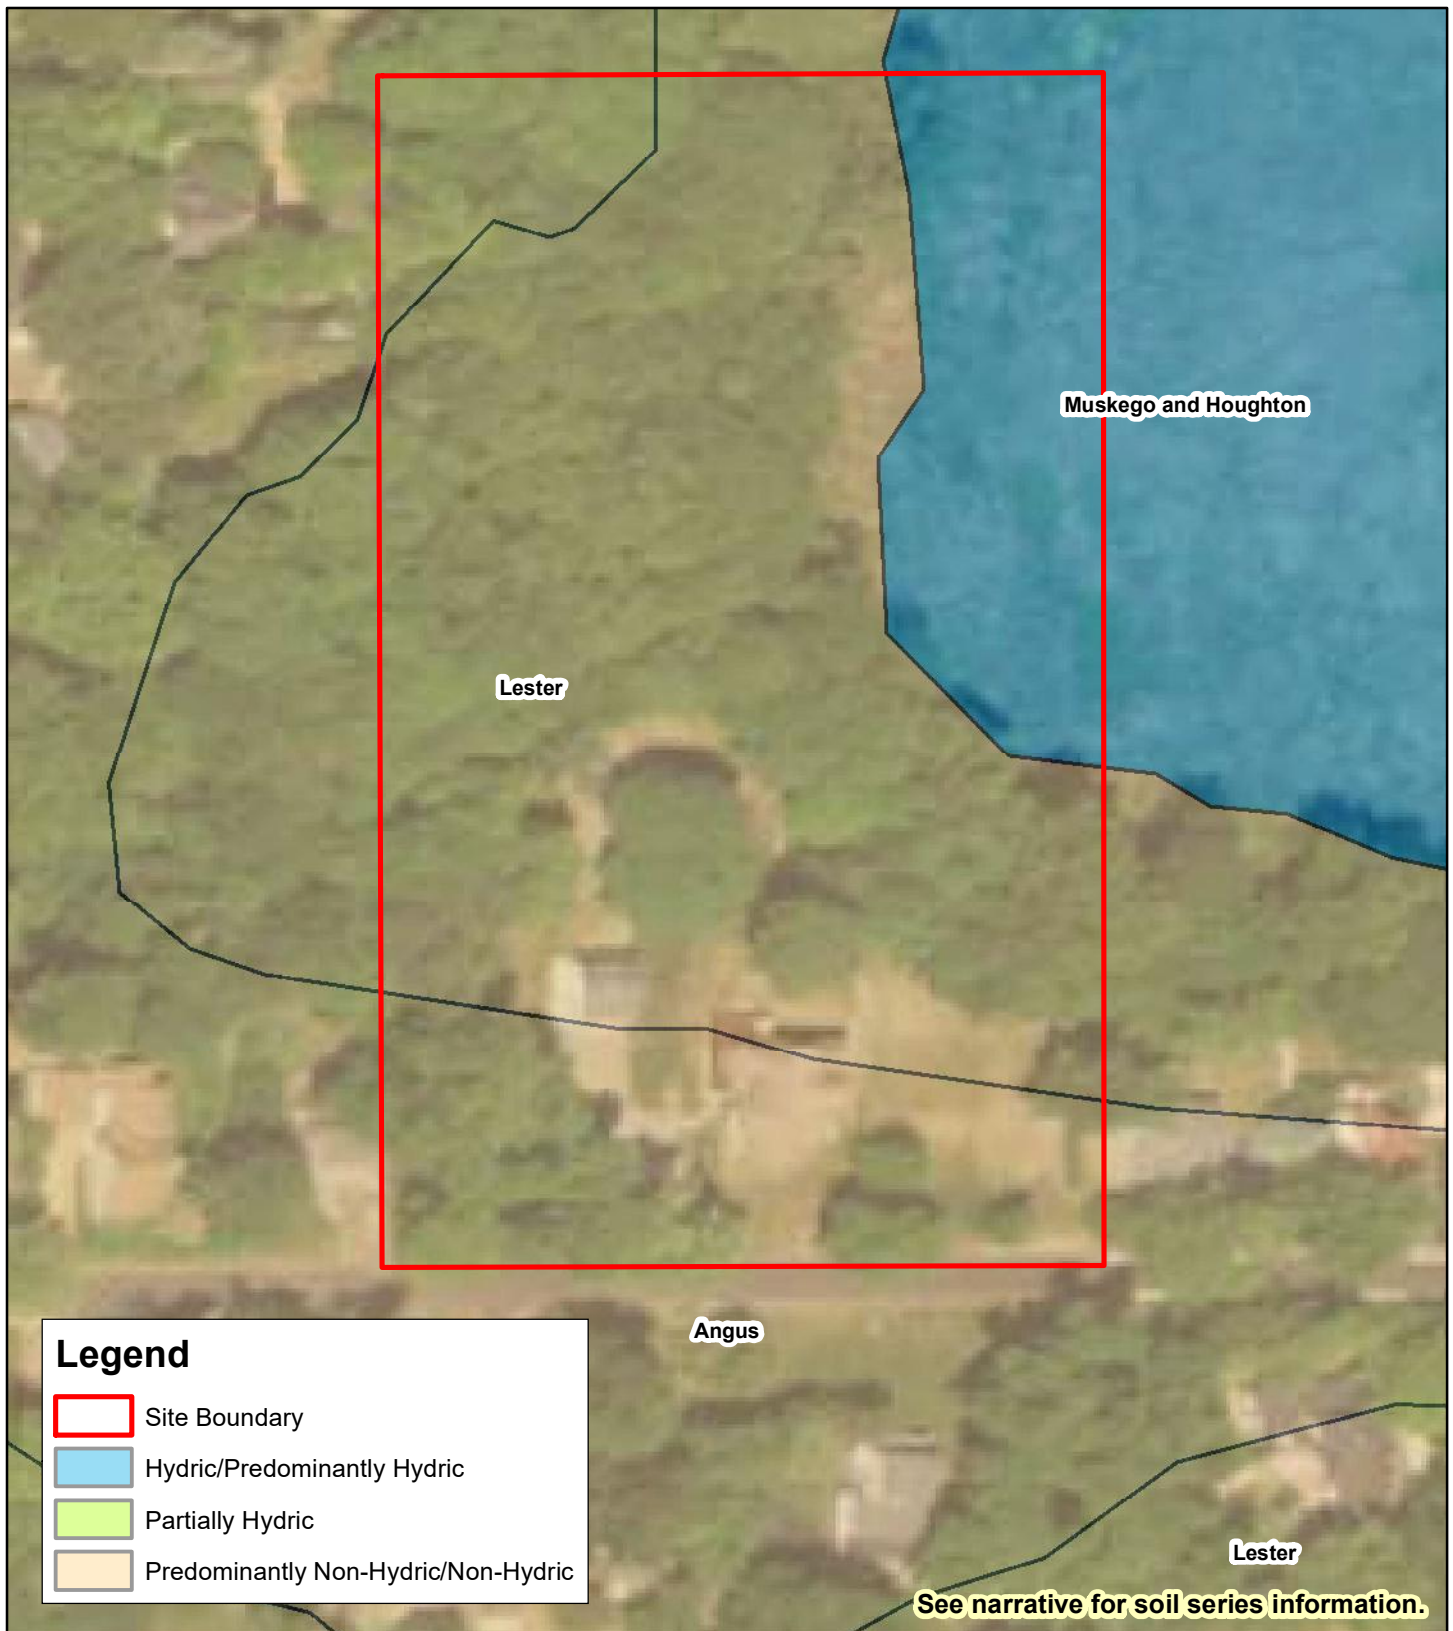 Muskego and Houghton
Lester
Angus
Legend
Site Boundary
Hydric/Predominantly Hydric
Partially Hydric
Predominantly Non-Hydric/Non-Hydric
Lester
See narrative for soil series information.